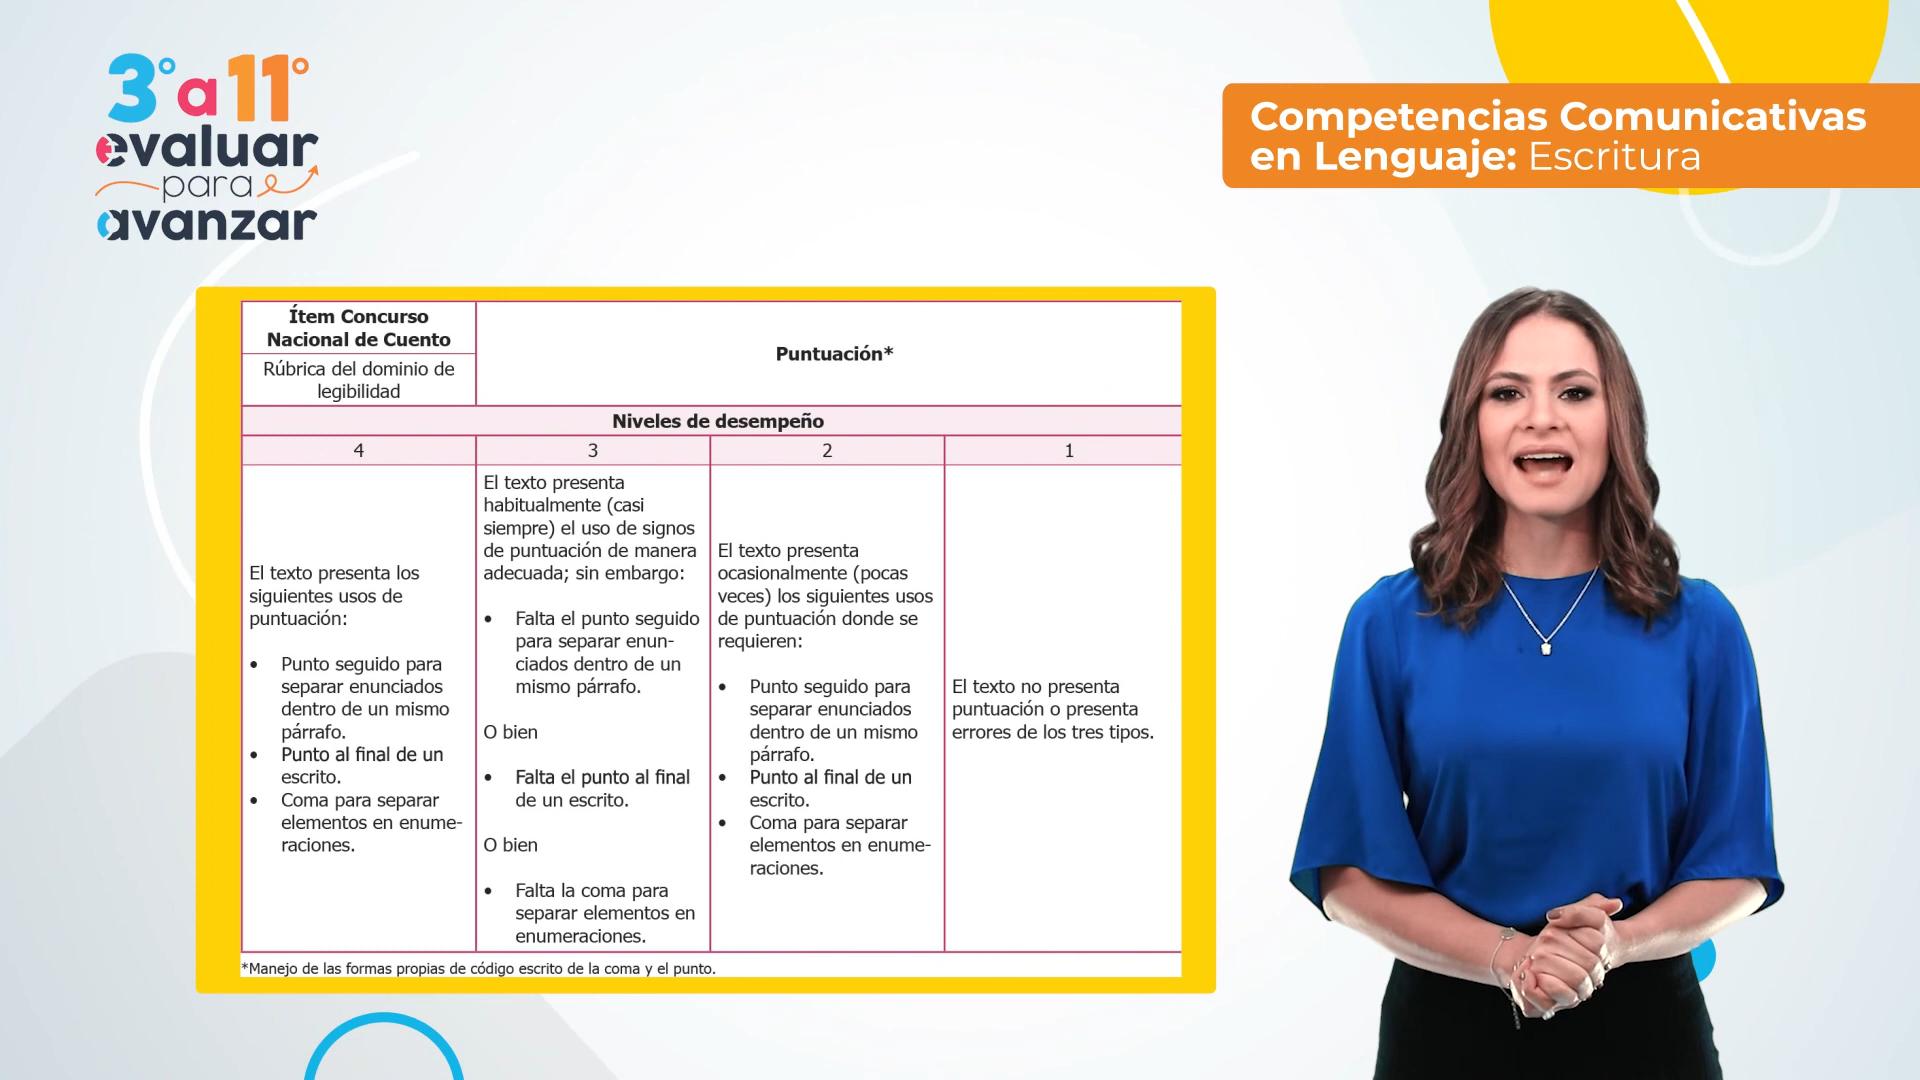 3° a 11°
evaluar
para
avanzar
Competencias Comunicativas
en Lenguaje: Escritura
Ítem Concurso
Nacional de Cuento
Rúbrica del dominio de
legibilidad
Puntuación*
Niveles de desempeño
4
3
2
1
El texto presenta los
siguientes usos de
puntuación:
• Punto seguido para
separar enunciados
dentro de un mismo
párrafo.
• Punto al final de un
escrito.
• Coma para separar
elementos en enume-
raciones.
El texto presenta
habitualmente (casi
siempre) el uso de signos
de puntuación de manera
adecuada; sin embargo:
• Falta el punto seguido
para separar enun-
ciados dentro de un
mismo párrafo.
O bien
• Falta el punto al final
de un escrito.
O bien
• Falta la coma para
separar elementos en
enumeraciones.
El texto presenta
ocasionalmente (pocas
veces) los siguientes usos
de puntuación donde se
requieren:
• Punto seguido para
separar enunciados
dentro de un mismo
párrafo.
• Punto al final de un
escrito.
• Coma para separar
elementos en enume-
raciones.
El texto no presenta
puntuación o presenta
errores de los tres tipos.
*Manejo de las formas propias de código escrito de la coma y el punto.